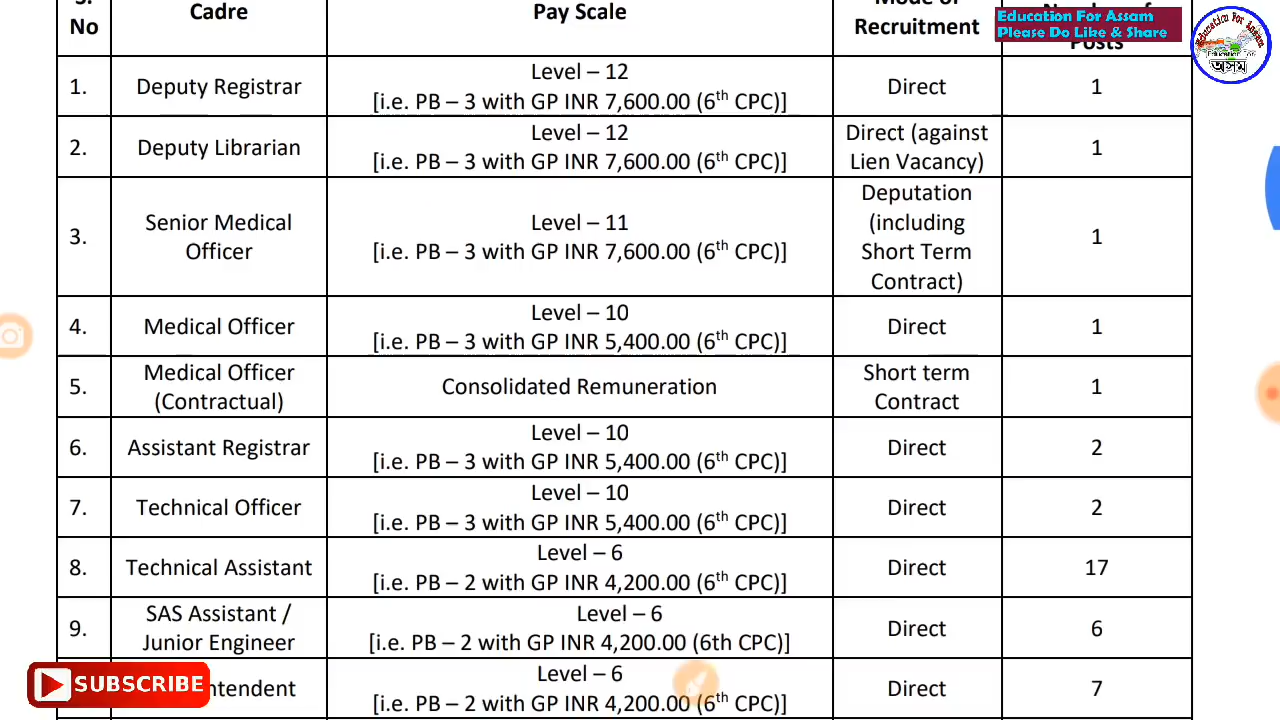 No
Cadre
Pay Scale
Recruitment
Posts
Education For Assam
Please Do Like & Share
Education For Assam
Education For
অসম
1.
Deputy Registrar
Level – 12
[i.e. PB – 3 with GP INR 7,600.00 (6th CPC)]
Direct
1
2.
Deputy Librarian
Level – 12
[i.e. PB – 3 with GP INR 7,600.00 (6th CPC)]
Direct (against
Lien Vacancy)
1
3.
Senior Medical
Officer
Level – 11
[i.e. PB – 3 with GP INR 7,600.00 (6th CPC)]
Deputation
(including
Short Term
Contract)
1
4.
Medical Officer
Level – 10
[i.e. PB – 3 with GP INR 5,400.00 (6th CPC)]
Direct
1
5.
Medical Officer
(Contractual)
Consolidated Remuneration
Short term
Contract
1
6.
Assistant Registrar
Level – 10
[i.e. PB – 3 with GP INR 5,400.00 (6th CPC)]
Direct
2
7.
Technical Officer
Level – 10
[i.e. PB – 3 with GP INR 5,400.00 (6th CPC)]
Direct
2
8.
Technical Assistant
Level – 6
[i.e. PB – 2 with GP INR 4,200.00 (6th CPC)]
Direct
17
9.
SAS Assistant /
Junior Engineer
Level – 6
[i.e. PB – 2 with GP INR 4,200.00 (6th CPC)]
Direct
6
SUBSCRIBE
ntendent
Level – 6
[i.e. PB – 2 with GP INR 4,200.00 (6th CPC)]
Direct
7